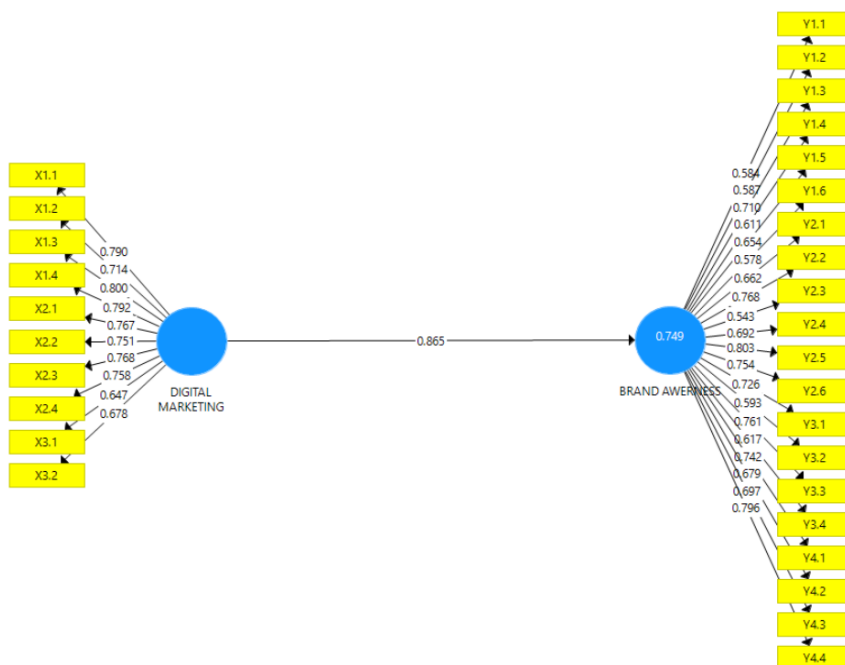 X1.1
X1.2
X1.3
X1.4
X2.1
X2.2
X2.3
X2.4
X3.1
X3.2
0.790
0.714
0.800
0.792
0.767
0.751
0.768
0.758
0.647
0.678
DIGITAL
MARKETING
0.865
0.749
BRAND AWERNESS
0.584
0.587
0.710
0.611
0.654
0.578
0.662
0.768
0.543
0.692
0.803
0.754
0.726
0.593
0.761
0.617
0.742
0.679
0.697
0.796
Y1.1
Y1.2
Y1.3
Y1.4
Y1.5
Y1.6
Y2.1
Y2.2
Y2.3
Y2.4
Y2.5
Y2.6
Y3.1
Y3.2
Y3.3
Y3.4
Y4.1
Y4.2
Y4.3
Y4.4